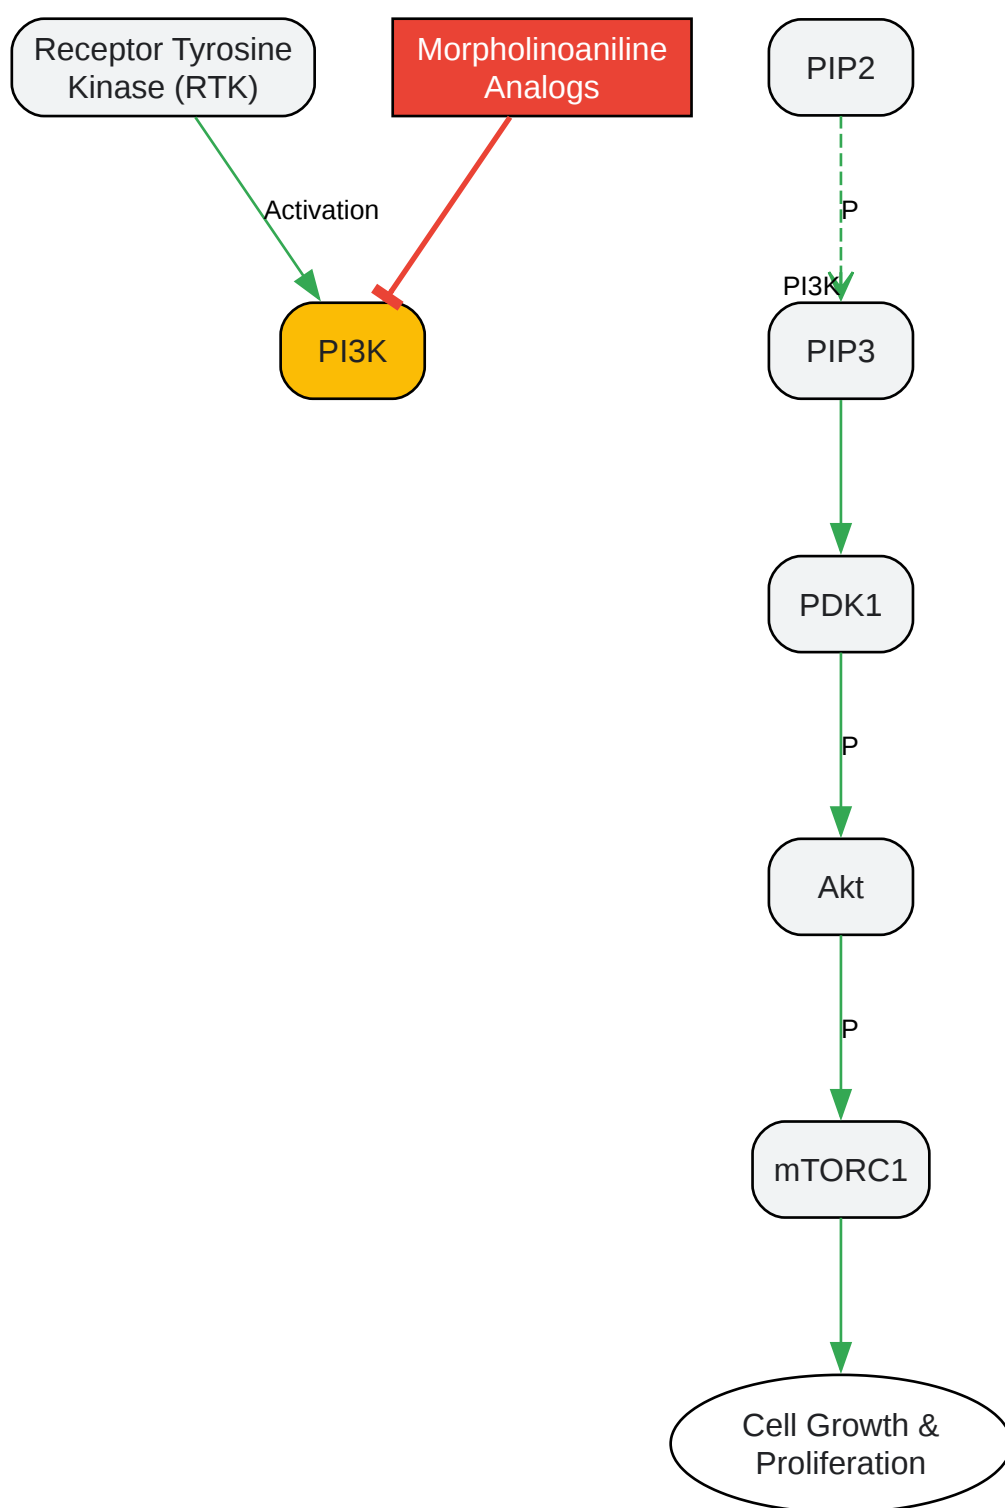 Receptor Tyrosine
Kinase (RTK)
Morpholinoaniline
Analogs
PIP2
Activation
P
PI3K
PI3K
PIP3
PDK1
P
Akt
P
mTORC1
Cell Growth &
Proliferation